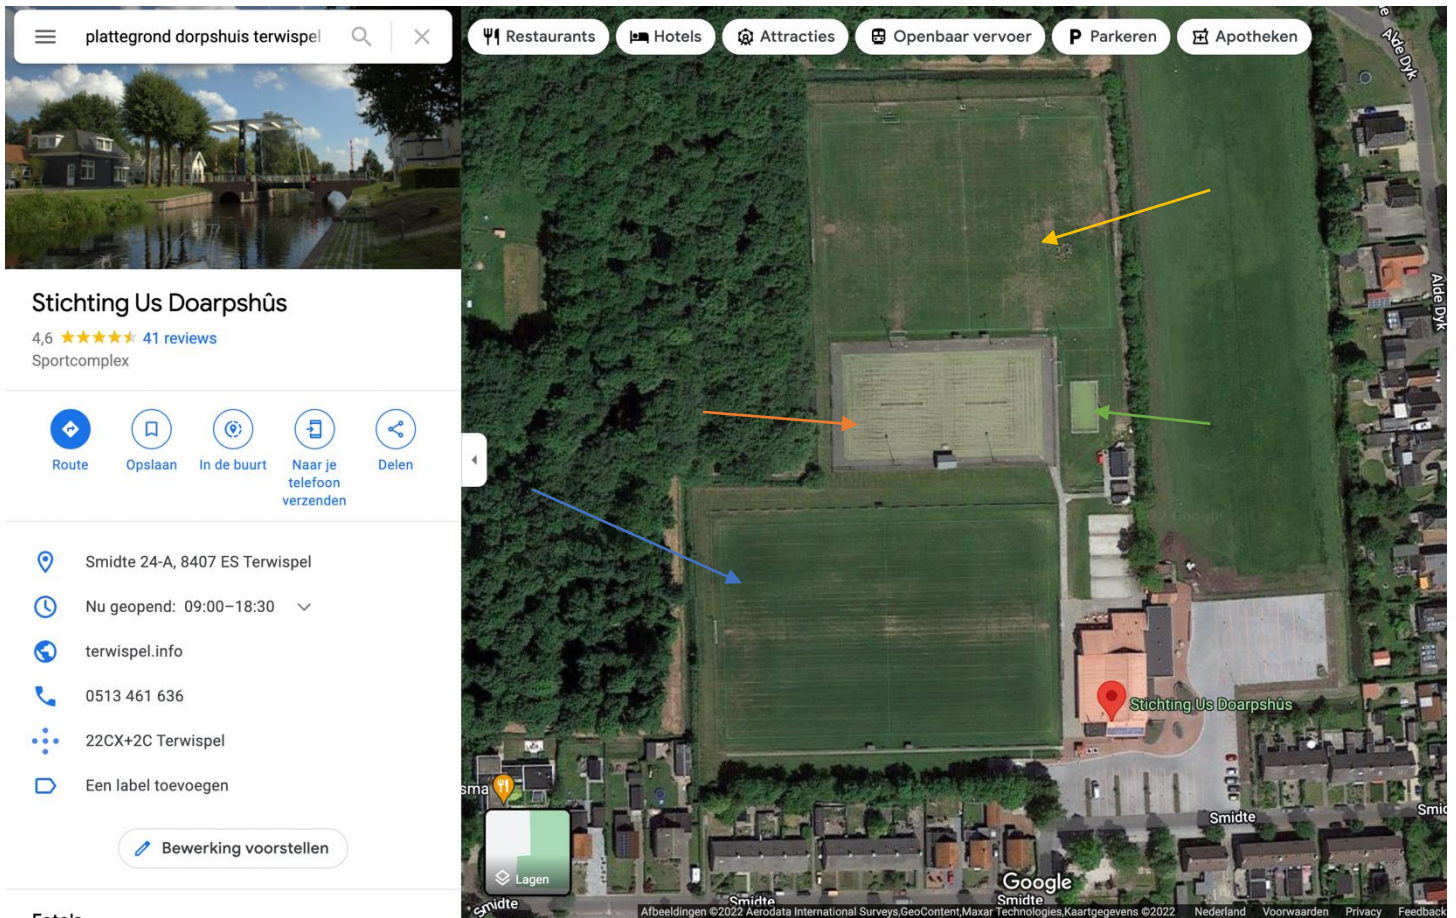 plattegrond dorpshuis terwispel
Restaurants
Hotels
Attracties
Openbaar vervoer
Parkeren
Apotheken
Stichting Us Doarpshûs
4,6
41 reviews
Sportcomplex
Route
Opslaan
In de buurt
Naar je
telefoon
verzenden
Delen
Smidte 24-A, 8407 ES Terwispel
Nu geopend: 09:00–18:30
terwispel.info
0513 461 636
22CX+2C Terwispel
Een label toevoegen
Bewerking voorstellen
Alde Dyk
Alde Dyk
Stichting Us Doarpshûs
sma
Lagen
Smidte
Smid
Smidte
Smidte
Smidte
Google
Afbeeldingen ©2022 Aerodata International Surveys,GeoContent,Maxar Technologies,Kaartgegevens ©2022 Nederland Voorwaarden Privacy Feedba